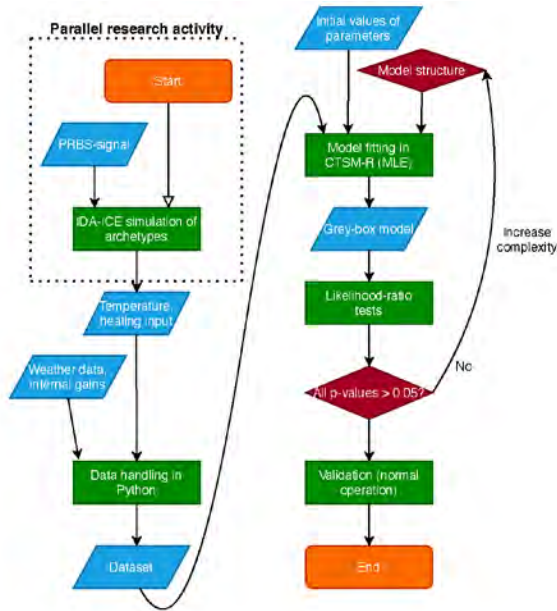 Parallel research activity
Start
PRBS-signal
IDA-ICE simulation of
archetypes
Temperature,
heating input
Weather data,
internal gains
Data handling in
Python
Dataset
Initial values of
parameters
Model structure
Model fitting in
CTSM-R (MLE)
Grey-box model
Increase
complexity
Likelihood-ratio
tests
No
All p-values > 0.05?
Validation (normal
operation)
End